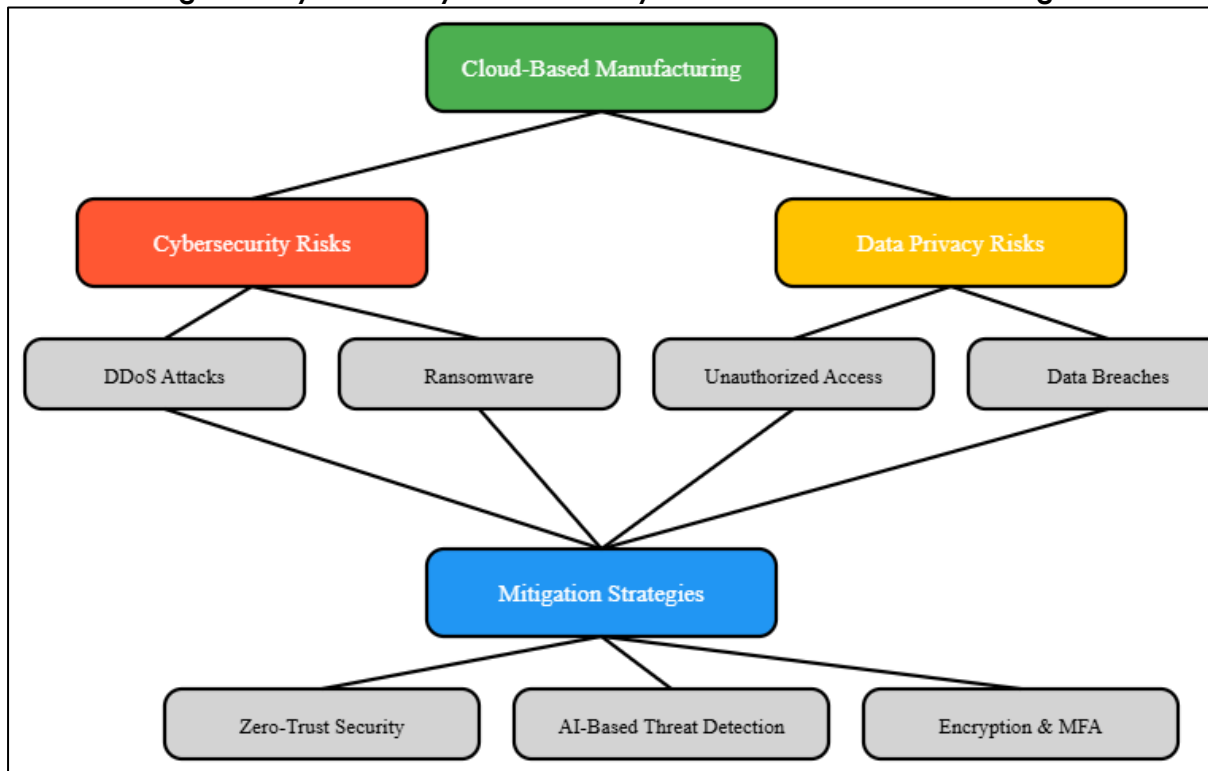 Cloud-Based Manufacturing
Cybersecurity Risks
Data Privacy Risks
DDoS Attacks
Ransomware
Unauthorized Access
Data Breaches
Mitigation Strategies
Zero-Trust Security
AI-Based Threat Detection
Encryption & MFA